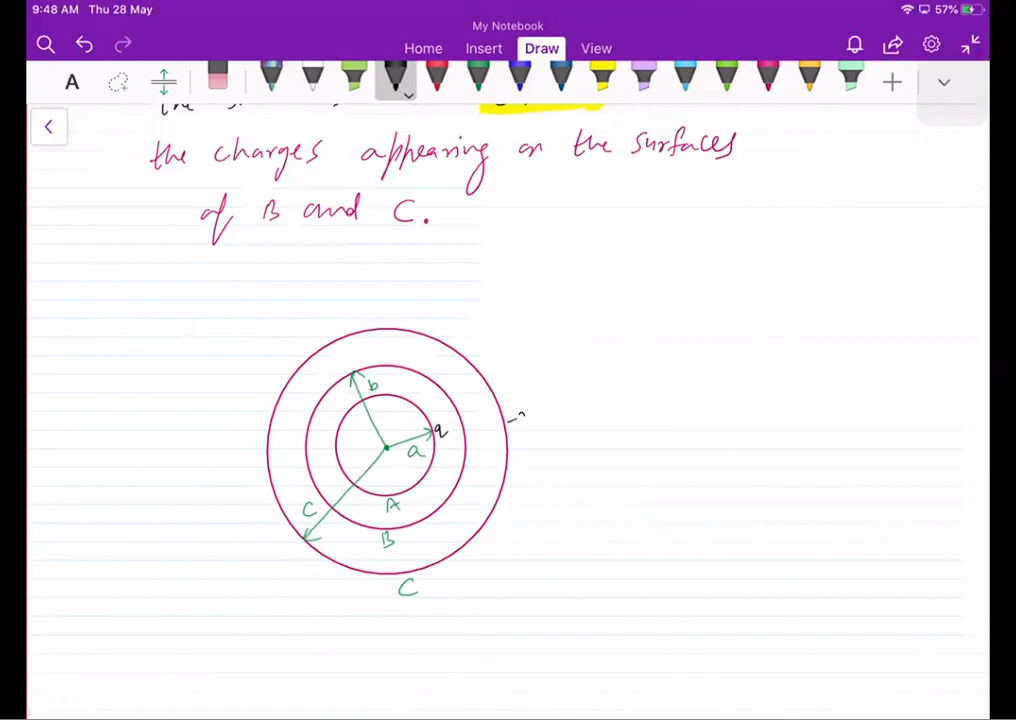 9:48 AM Thu 28 May
57%
My Notebook
Home Insert Draw View
A
the charges appearing on the surfaces
of B and C.
b
q
a
C
A
B
C